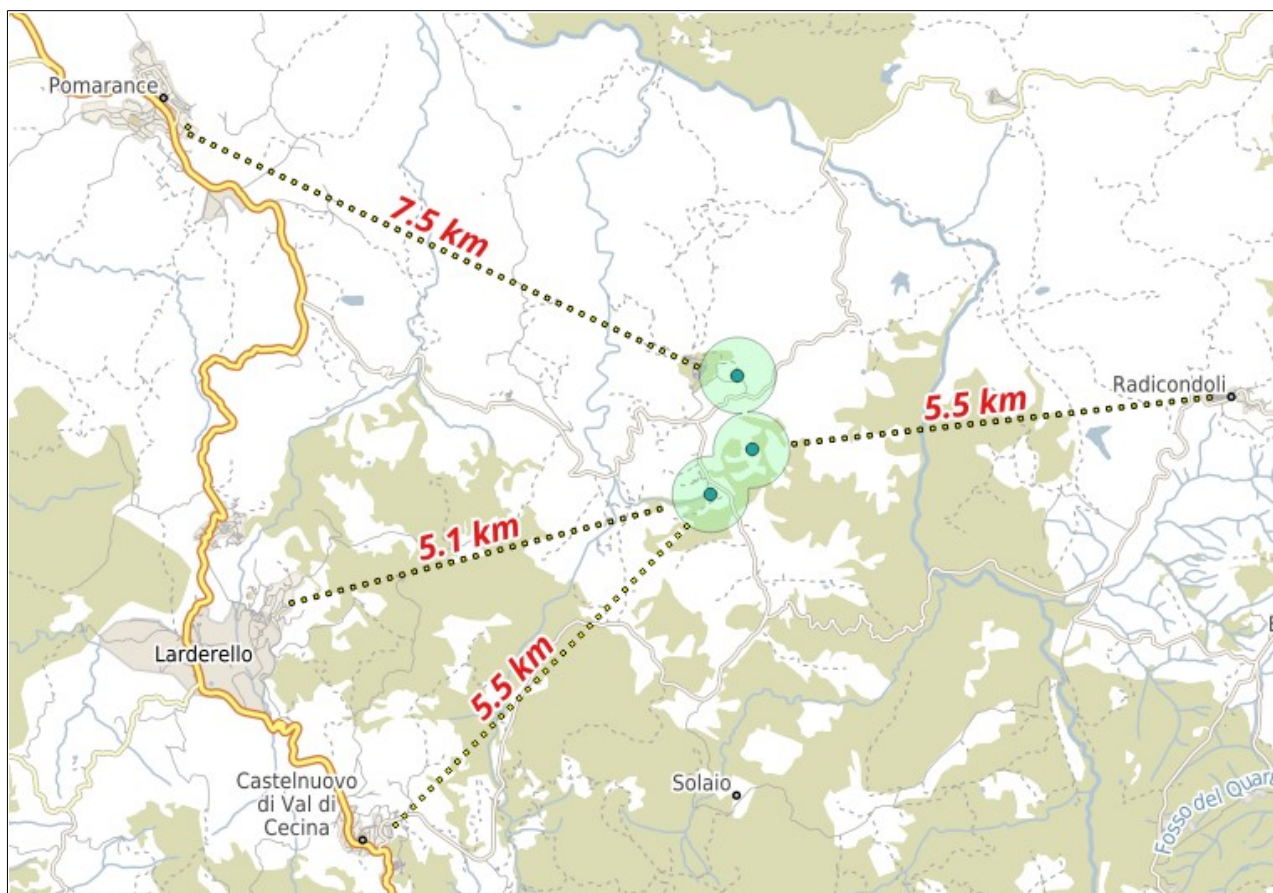 Pomarance
7.5 km
Radicondoli
5.5 km
5.1 km
Larderello
5.5 km
Castelnuovo
di Val di
Cecina
Solaio
Fosso del Quar